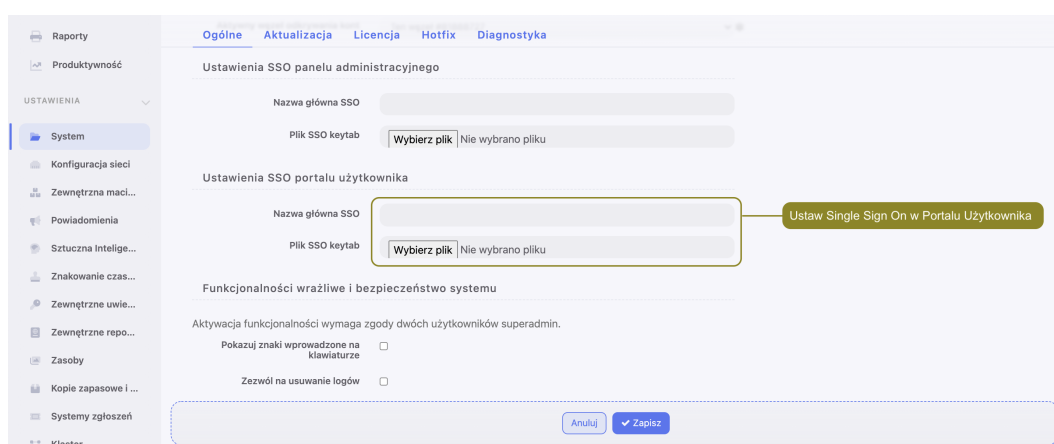 Raporty
Produktywność
USTAWIENIA
System
Konfiguracja sieci
Zewnętrzna maci...
Powiadomienia
Sztuczna Intelige...
Znakowanie czas...
Zewnętrzne uwie...
Zewnętrzne repo...
Zasoby
Kopie zapasowe i ...
Systemy zgłoszeń
Klaster
Ogólne Aktualizacja Licencja Hotfix Diagnostyka
Ustawienia SSO panelu administracyjnego
Nazwa główna SSO
Plik SSO keytab Wybierz plik Nie wybrano pliku
Ustawienia SSO portalu użytkownika
Nazwa główna SSO
Ustaw Single Sign On w Portalu Użytkownika
Plik SSO keytab Wybierz plik Nie wybrano pliku
Funkcjonalności wrażliwe i bezpieczeństwo systemu
Aktywacja funkcjonalności wymaga zgody dwóch użytkowników superadmin.
Pokazuj znaki wprowadzone na
klawiaturze
Zezwól na usuwanie logów
Anuluj Zapisz